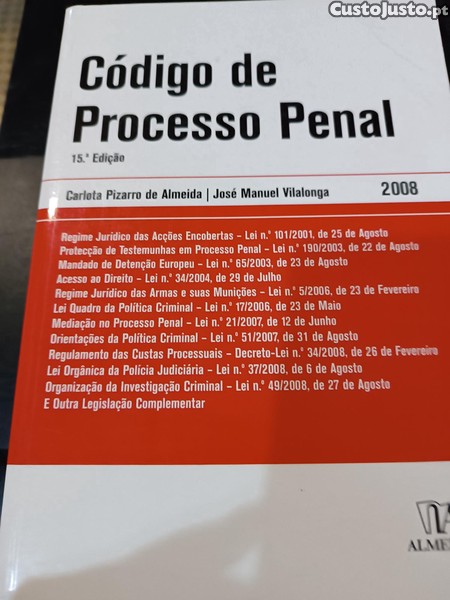 CustoJusto.pt
Código de
Processo Penal
15.ª Edição
Carlota Pizarro de Almeida | José Manuel Vilalonga 2008
Regime Jurídico das Acções Encobertas – Lei n.º 101/2001, de 25 de Agosto
Protecção de Testemunhas em Processo Penal – Lei n.º 190/2003, de 22 de Agosto
Mandado de Detenção Europeu – Lei n.º 65/2003, de 23 de Agosto
Acesso ao Direito – Lei n.º 34/2004, de 29 de Julho
Regime Jurídico das Armas e suas Munições – Lei n.º 5/2006, de 23 de Fevereiro
Lei Quadro da Política Criminal – Lei n.º 17/2006, de 23 de Maio
Mediação no Processo Penal – Lei n.º 21/2007, de 12 de Junho
Orientações da Política Criminal – Lei n.º 51/2007, de 31 de Agosto
Regulamento das Custas Processuais – Decreto-Lei n.º 34/2008, de 26 de Fevereiro
Lei Orgânica da Polícia Judiciária – Lei n.º 37/2008, de 6 de Agosto
Organização da Investigação Criminal – Lei n.º 49/2008, de 27 de Agosto
E Outra Legislação Complementar
ALME